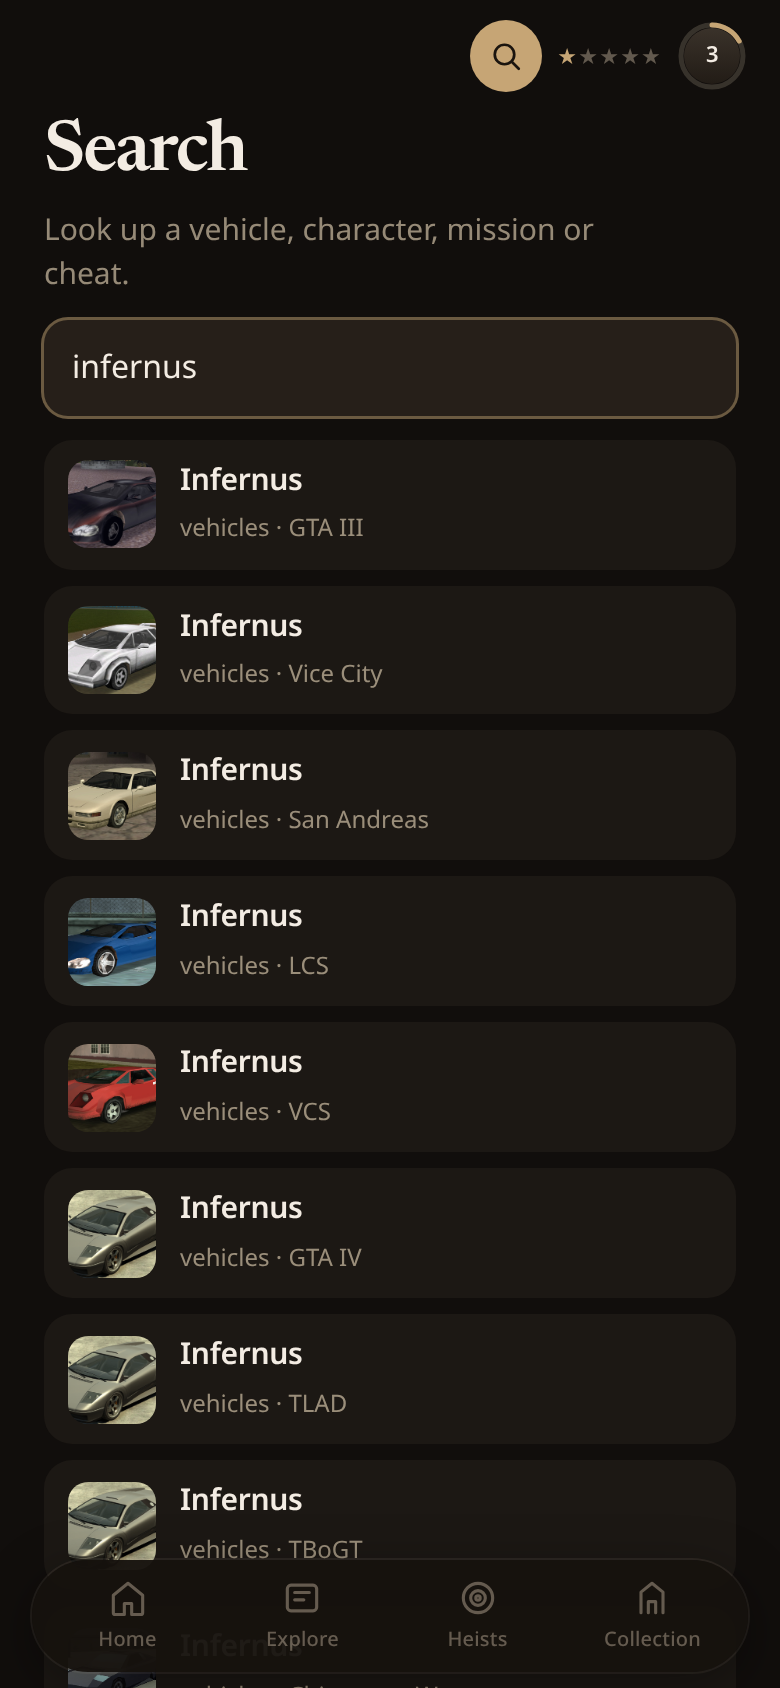 3
Search
Look up a vehicle, character, mission or
cheat.
infernus
Infernus
vehicles · GTA III
Infernus
vehicles · Vice City
Infernus
vehicles · San Andreas
Infernus
vehicles · LCS
Infernus
vehicles · VCS
Infernus
vehicles · GTA IV
Infernus
vehicles · TLAD
Infernus
vehicles · TBoGT
Infernus
Home
Explore
Heists
Collection